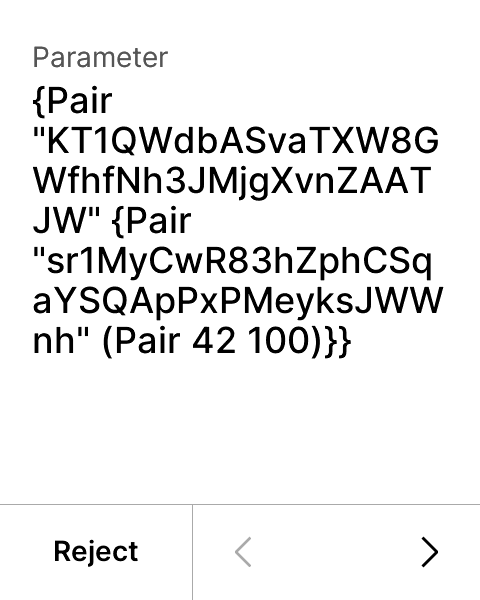 Parameter
{Pair
"KT1QWdbASvaTXW8G
WfhfNh3JMjgXvnZAAT
JW" {Pair
"sr1MyCwR83hZphCSq
aYSQApPxPMeyksJWW
nh" (Pair 42 100)}}
Reject